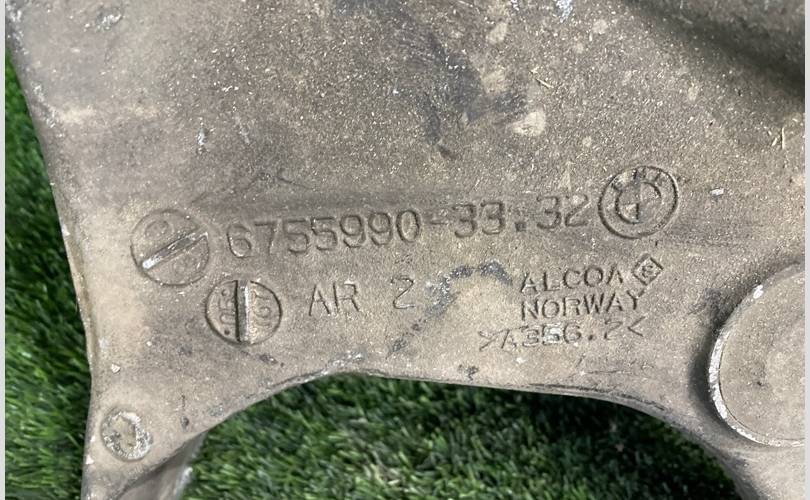 6755990-33.32
AR 2
ALCOA
NORWAY
>A356.2<